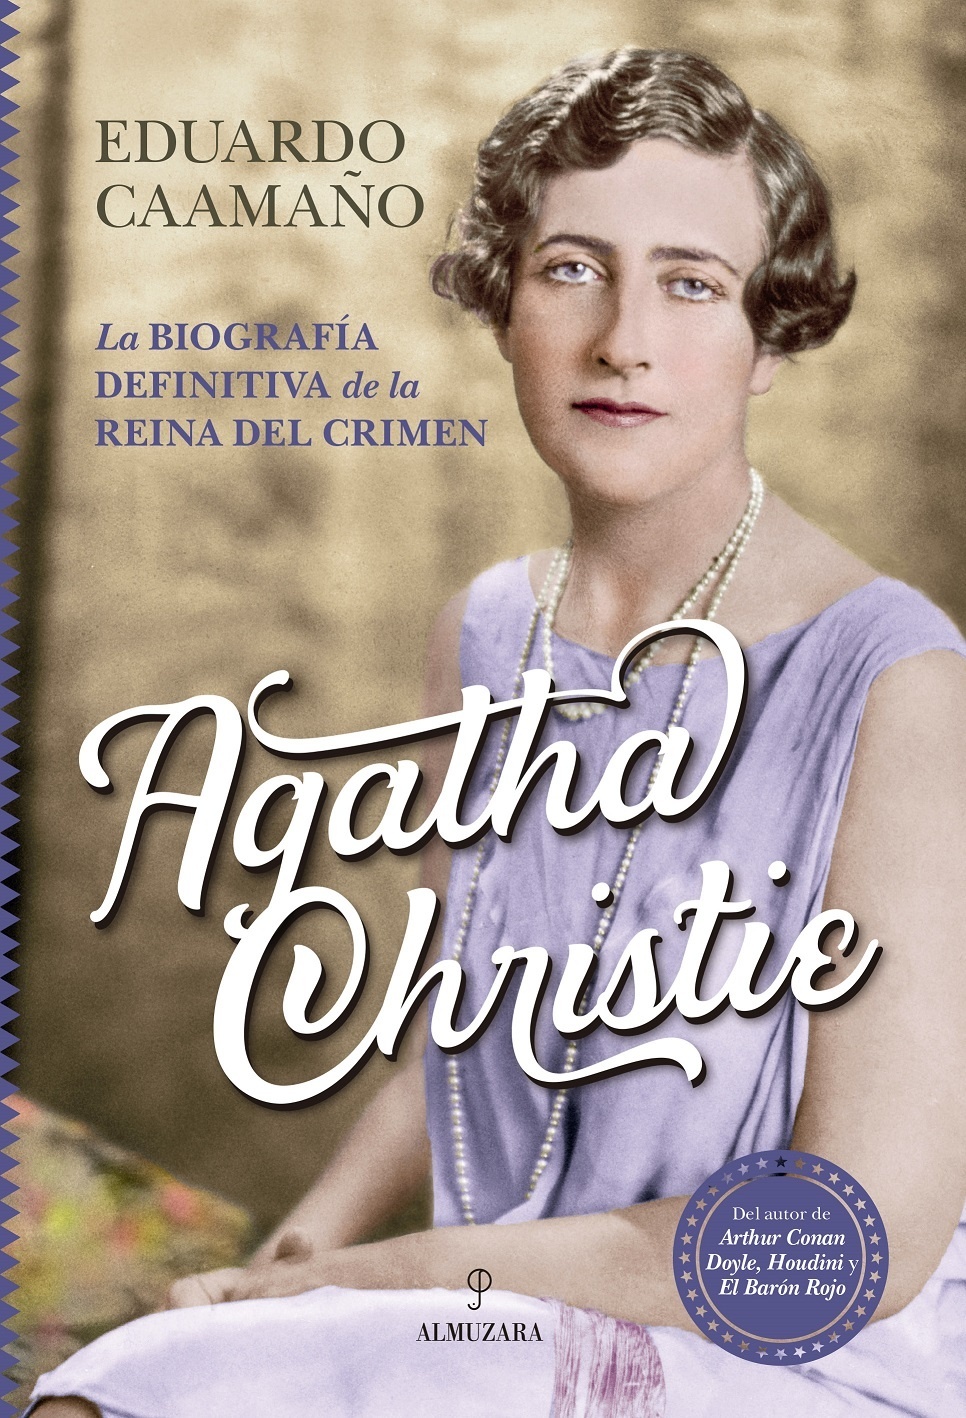 EDUARDO
CAAMAÑO
La BIOGRAFÍA
DEFINITIVA de la
REINA DEL CRIMEN
Agatha
Christie
Del autor de
Arthur Conan
Doyle, Houdini y
El Barón Rojo
ALMUZARA